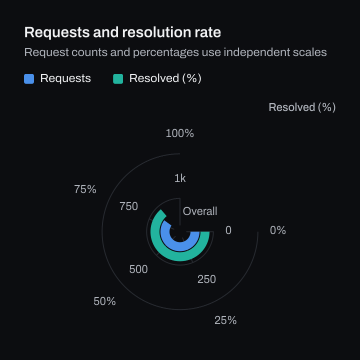 Requests and resolution rate
Request counts and percentages use independent scales
Requests
Resolved (%)
Resolved (%)
100%
1k
75%
750
Overall
0
0%
500
250
50%
25%